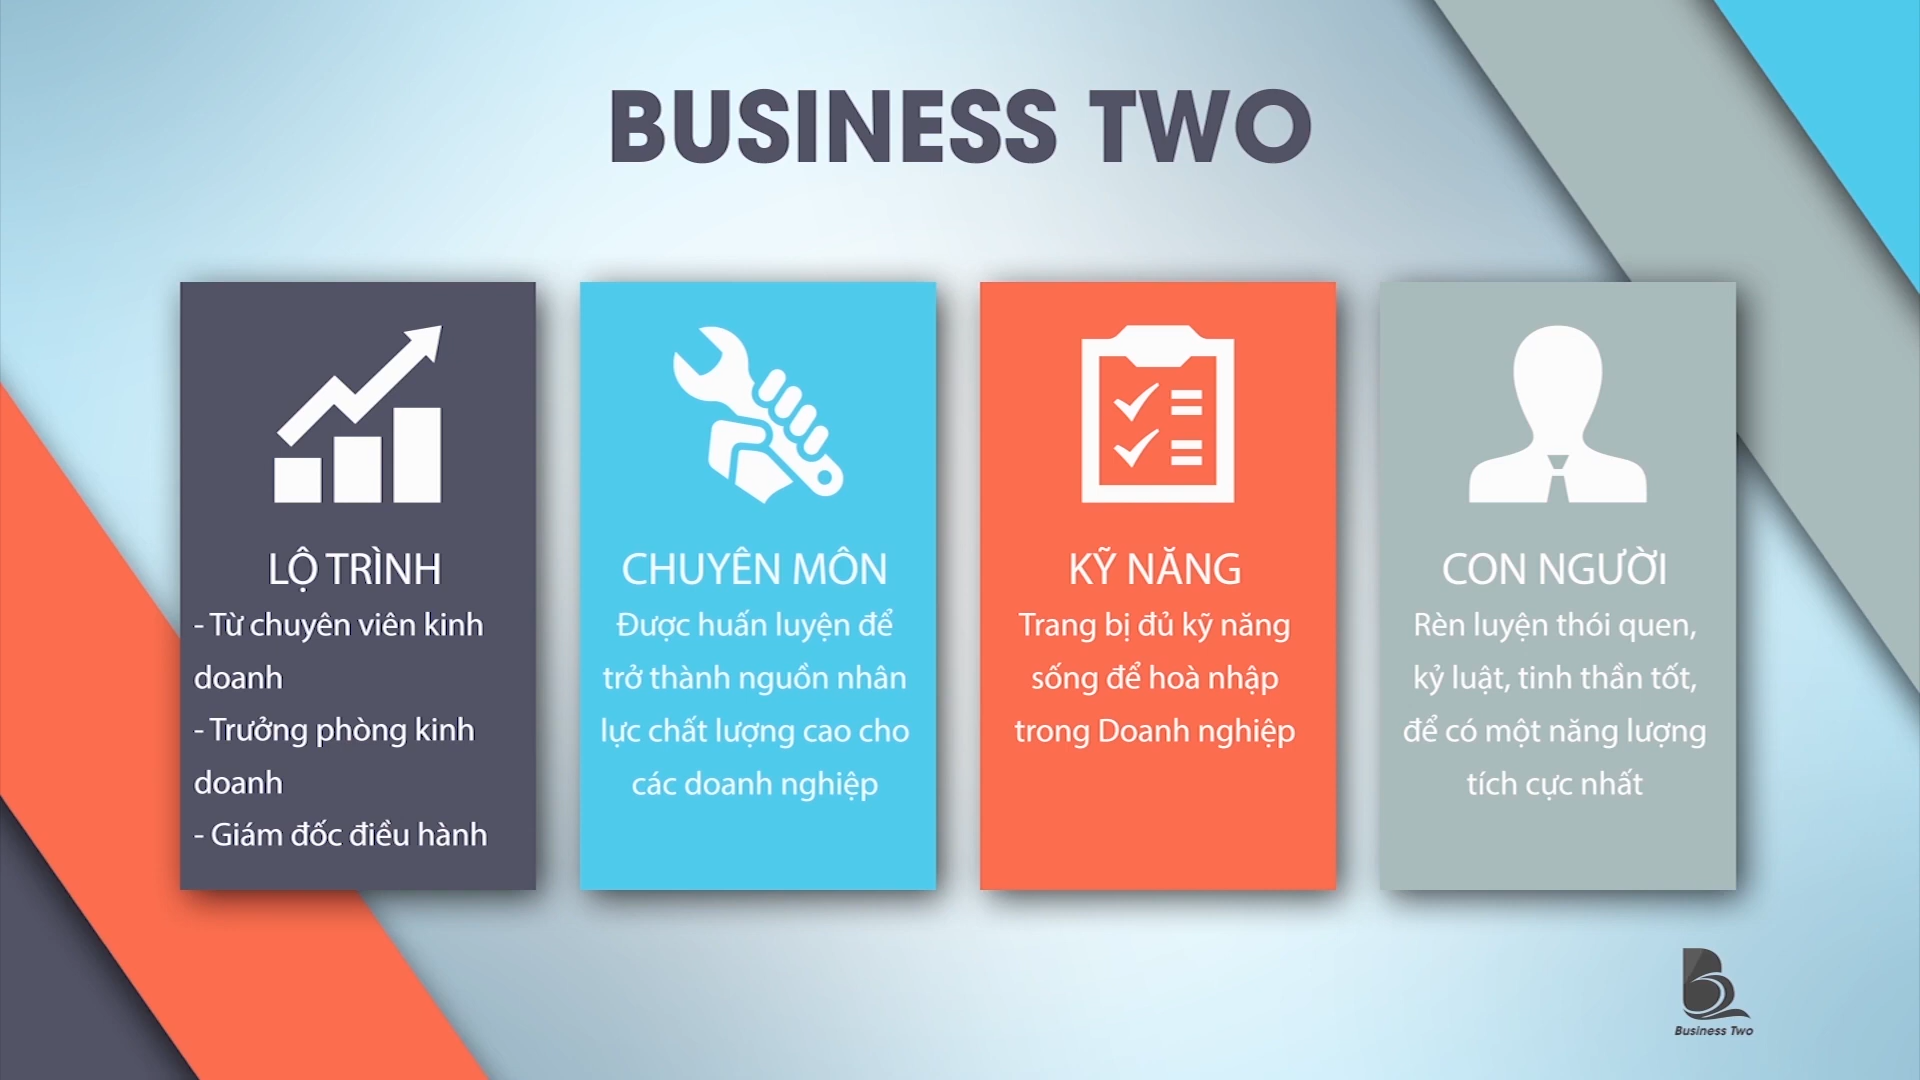 BUSINESS TWO
LỘ TRÌNH
- Từ chuyên viên kinh
doanh
- Trưởng phòng kinh
doanh
- Giám đốc điều hành
CHUYÊN MÔN
Được huấn luyện để
trở thành nguồn nhân
lực chất lượng cao cho
các doanh nghiệp
KỸ NĂNG
Trang bị đủ kỹ năng
sống để hoà nhập
trong Doanh nghiệp
CON NGƯỜI
Rèn luyện thói quen,
kỷ luật, tinh thần tốt,
để có một năng lượng
tích cực nhất
Business Two